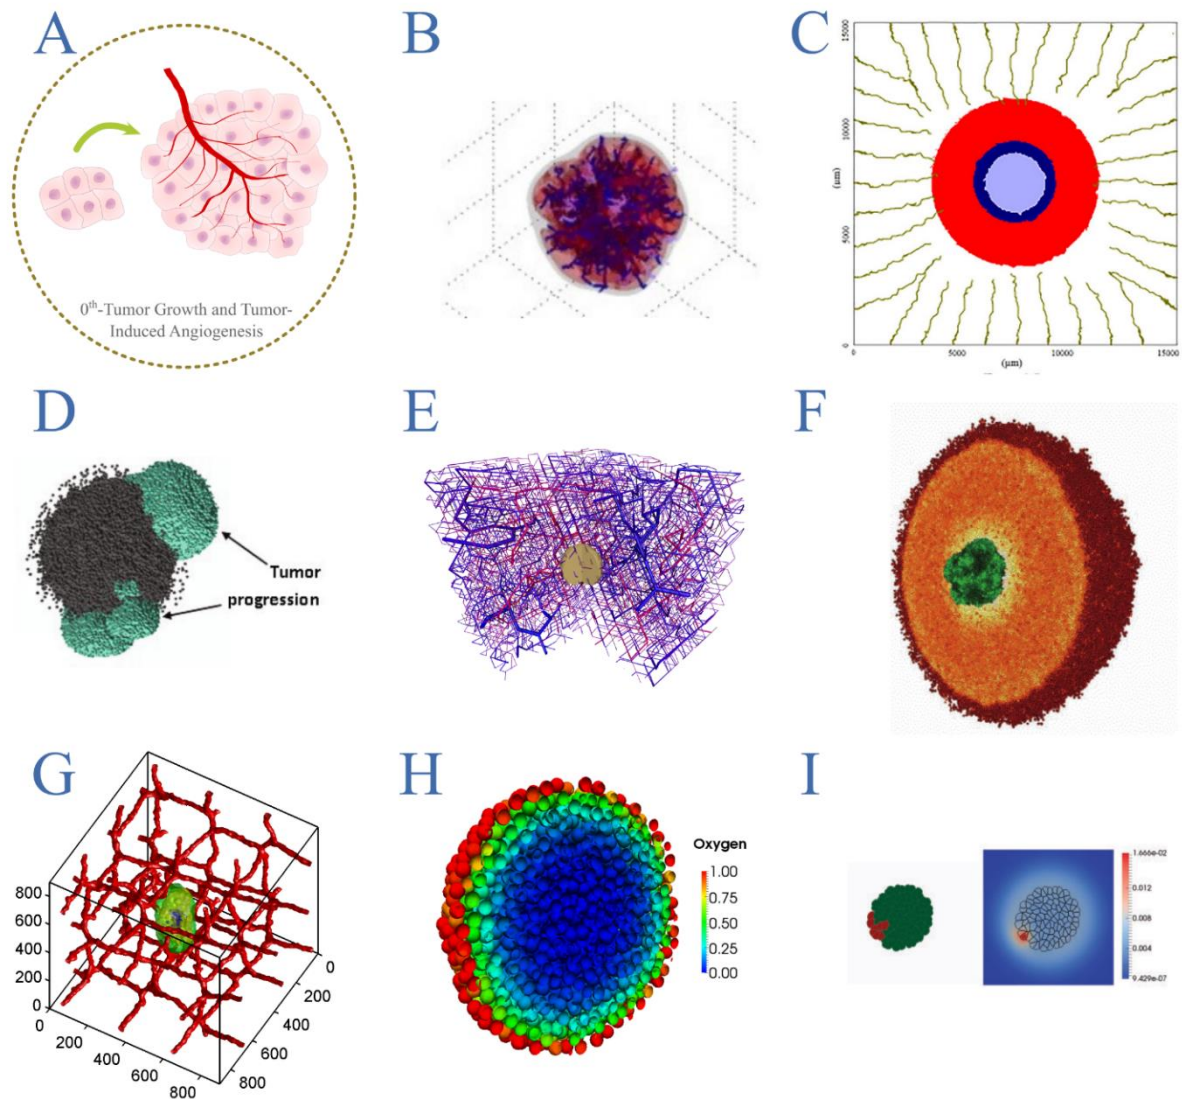 A
B
C
0th-Tumor Growth and Tumor-
Induced Angiogenesis
15000
10000
5000
0
(µm)
0
5000
10000
15000
(µm)
D
E
F
Tumor
progression
G
H
I
800
600
400
200
0
0
200
400
600
800
0
200
400
600
800
Oxygen
1.00
0.75
0.50
0.25
0.00
1.666e-02
0.012
0.008
0.004
9.429e-07